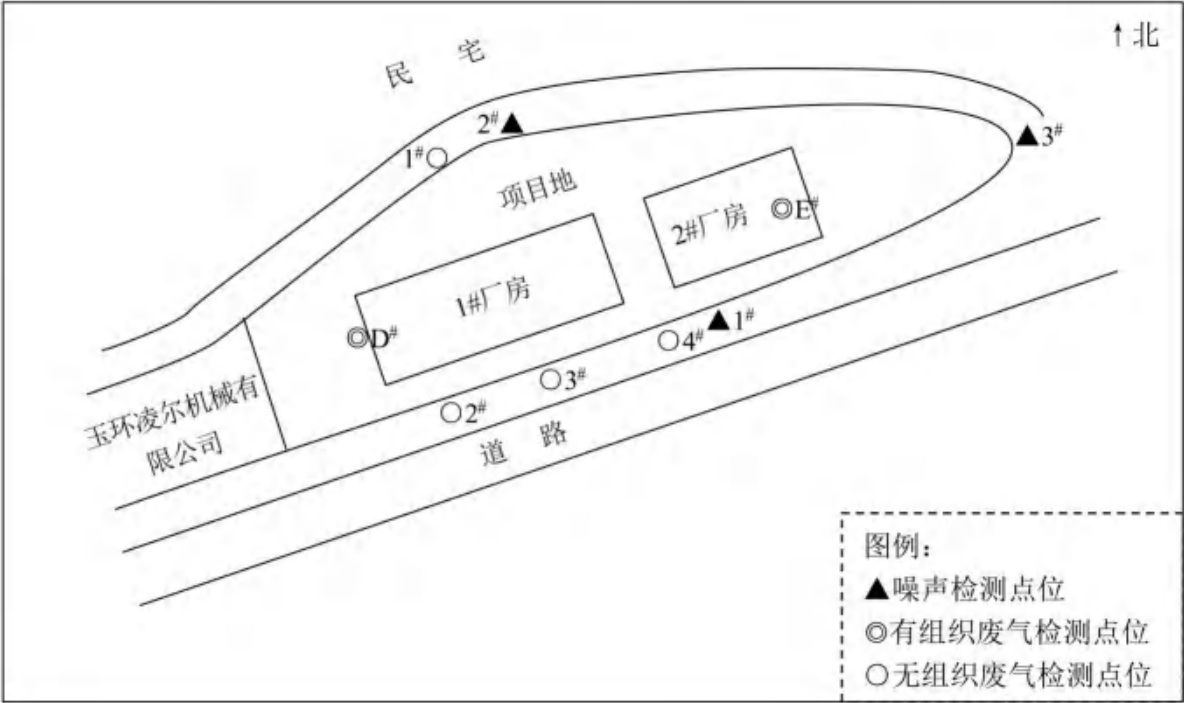 ↑北
民 宅
2#
3#
1#
项目地
E#
2#厂房
1#厂房
D#
1#
4#
3#
2#
玉环凌尔机械有
限公司
道 路
图例：
▲噪声检测点位
◎有组织废气检测点位
○无组织废气检测点位